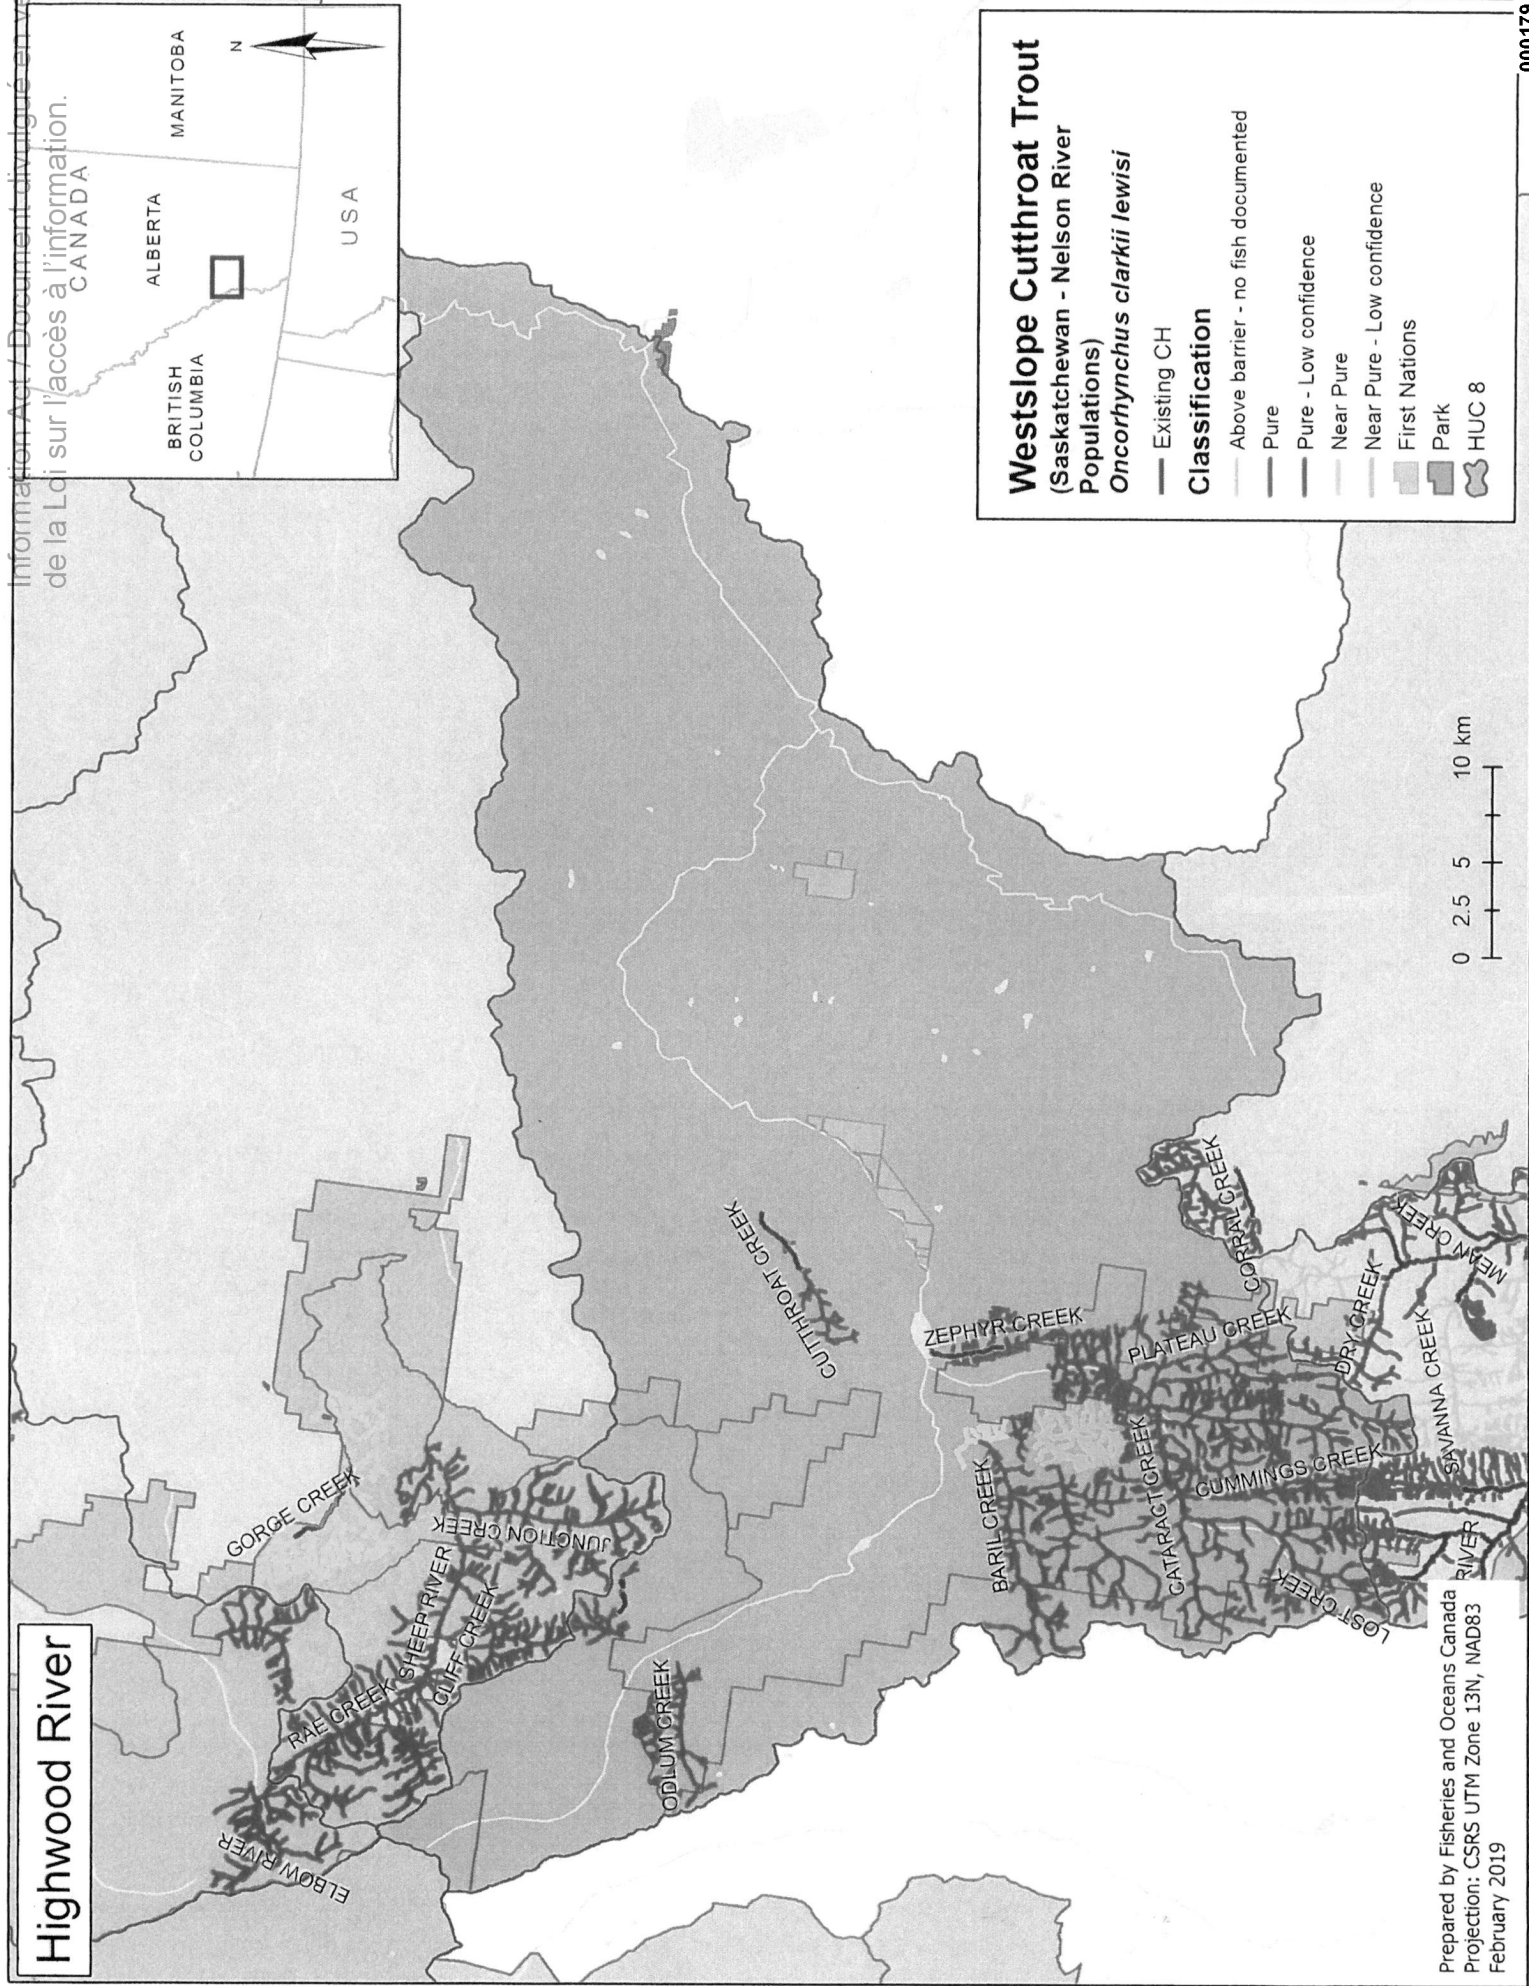 Highwood River
Information Act / Document divulgué en v
de la Loi sur l'accès à l'information.
CANADA
ALBERTA
MANITOBA
BRITISH
COLUMBIA
USA
N
GORGE CREEK
RAE CREEK
SHEEP RIVER
CLIFF CREEK
JUNCTION CREEK
ELBOW RIVER
ODLUM CREEK
CUTTHROAT CREEK
ZEPHYR CREEK
BARIL CREEK
CATARACT CREEK
PLATEAU CREEK
CUMMINGS CREEK
LOST CREEK
CORRAL CREEK
DRY CREEK
SAVANNA CREEK
MEAN CREEK
RIVER
0 2.5 5 10 km
Westslope Cutthroat Trout
(Saskatchewan - Nelson River
Populations)
Oncorhynchus clarkii lewisi
Existing CH
Classification
Above barrier - no fish documented
Pure
Pure - Low confidence
Near Pure
Near Pure - Low confidence
First Nations
Park
HUC 8
Prepared by Fisheries and Oceans Canada
Projection: CSRS UTM Zone 13N, NAD83
February 2019
000179